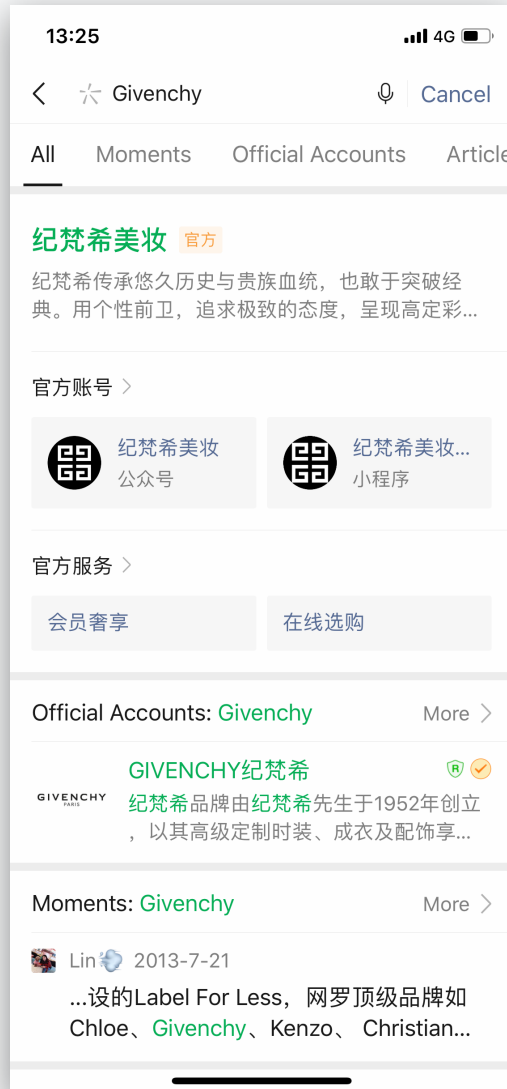 13:25
4G
Givenchy
Cancel
All
Moments
Official Accounts
Article
纪梵希美妆 官方
纪梵希传承悠久历史与贵族血统，也敢于突破经
典。用个性前卫，追求极致的态度，呈现高定彩...
官方账号
纪梵希美妆
公众号
纪梵希美妆...
小程序
官方服务
会员奢享
在线选购
Official Accounts: Givenchy
More
GIVENCHY纪梵希
R
GIVENCHY
PARIS
纪梵希品牌由纪梵希先生于1952年创立
，以其高级定制时装、成衣及配饰享...
Moments: Givenchy
More
Lin 2013-7-21
...设的Label For Less，网罗顶级品牌如
Chloe、Givenchy、Kenzo、 Christian...